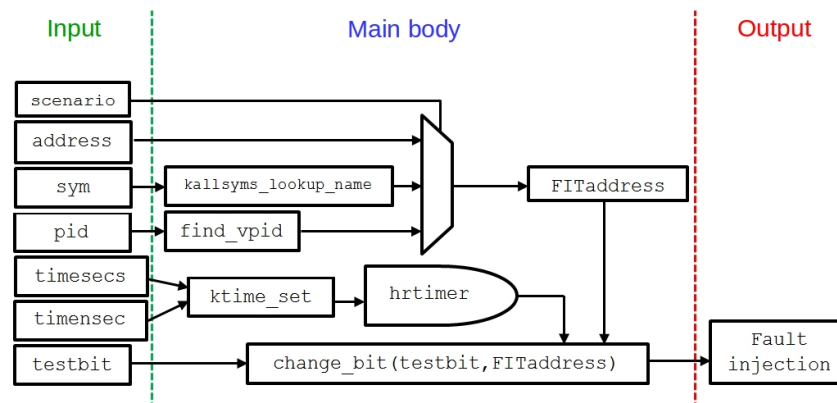 Input
Main body
Output
scenario
address
sym
kallsyms_lookup_name
FITaddress
pid
find_vpid
timesecs
ktime_set
hrtimer
timensec
testbit
change_bit(testbit,FITaddress)
Fault
injection